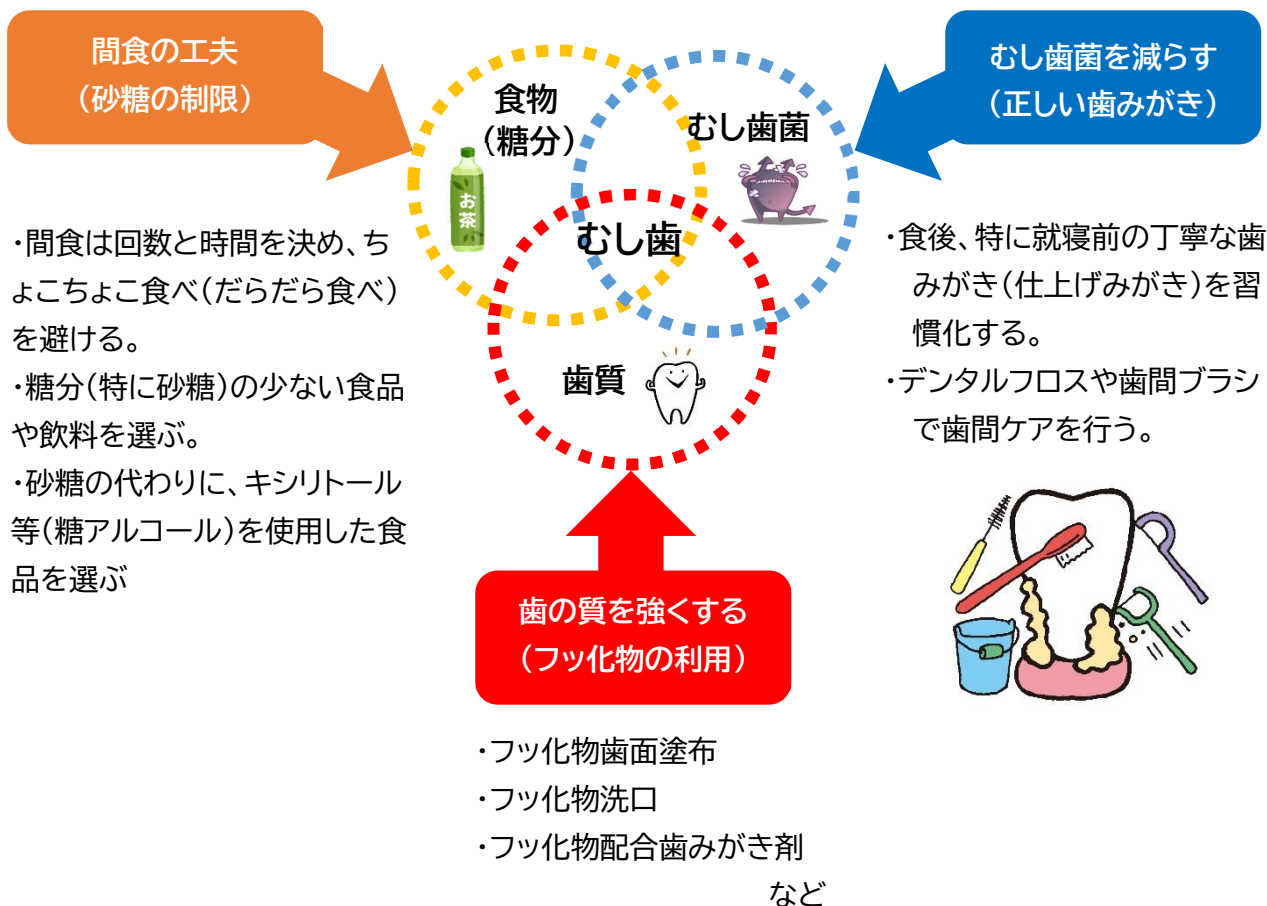 間食の工夫
(砂糖の制限)
むし歯菌を減らす
(正しい歯みがき)
食物
(糖分)
むし歯菌
お茶
むし歯
歯質
・間食は回数と時間を決め、ち
ょこちょこ食べ(だらだら食べ)
を避ける。
・糖分(特に砂糖)の少ない食品
や飲料を選ぶ。
・砂糖の代わりに、キシリトール
等(糖アルコール)を使用した食
品を選ぶ
・食後、特に就寝前の丁寧な歯
みがき(仕上げみがき)を習
慣化する。
・デンタルフロスや歯間ブラシ
で歯間ケアを行う。
歯の質を強くする
(フッ化物の利用)
・フッ化物歯面塗布
・フッ化物洗口
・フッ化物配合歯みがき剤
など